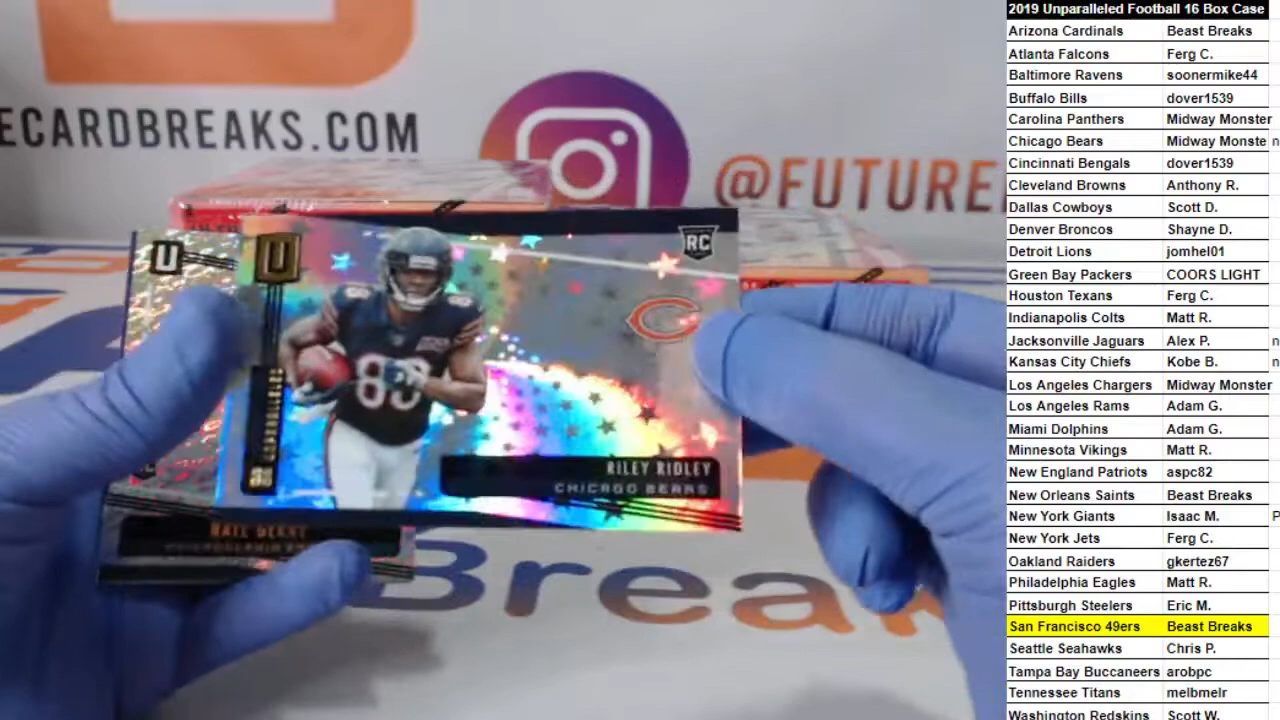 ECARDBREAKS.COM
@FUTURE
U
U
RC
88
UNPARALLELED
RILEY RIDLEY
CHICAGO BEARS
Brea
2019 Unparalleled Football 16 Box Case
Arizona Cardinals Beast Breaks
Atlanta Falcons Ferg C.
Baltimore Ravens soonermike44
Buffalo Bills dover1539
Carolina Panthers Midway Monster
Chicago Bears Midway Monste n
Cincinnati Bengals dover1539
Cleveland Browns Anthony R.
Dallas Cowboys Scott D.
Denver Broncos Shayne D.
Detroit Lions jomhel01
Green Bay Packers COORS LIGHT
Houston Texans Ferg C.
Indianapolis Colts Matt R.
Jacksonville Jaguars Alex P. n
Kansas City Chiefs Kobe B. n
Los Angeles Chargers Midway Monster
Los Angeles Rams Adam G.
Miami Dolphins Adam G.
Minnesota Vikings Matt R.
New England Patriots aspc82
New Orleans Saints Beast Breaks
New York Giants Isaac M. P
New York Jets Ferg C.
Oakland Raiders gkertez67
Philadelphia Eagles Matt R.
Pittsburgh Steelers Eric M.
San Francisco 49ers Beast Breaks
Seattle Seahawks Chris P.
Tampa Bay Buccaneers arobpc
Tennessee Titans melbmelr
Washington Redskins Scott W.